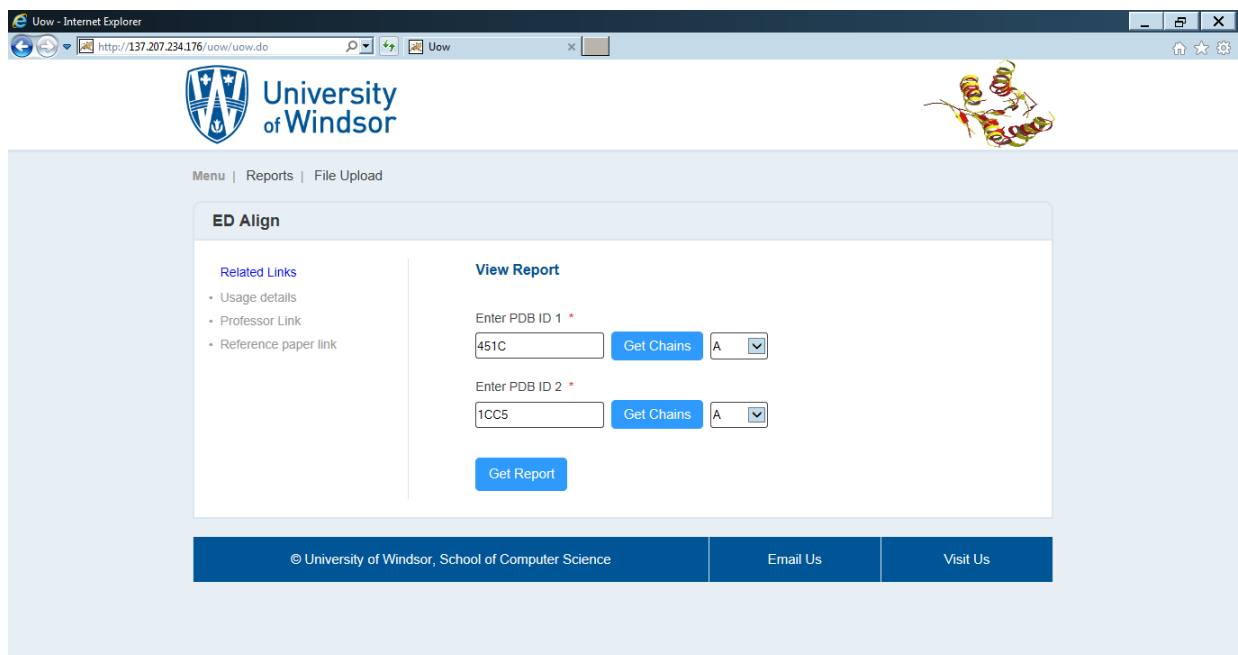 Uow - Internet Explorer
http://137.207.234.176/uow/uow.do
Uow
University
of Windsor
Menu | Reports | File Upload
ED Align
Related Links
• Usage details
• Professor Link
• Reference paper link
View Report
Enter PDB ID 1 *
451C Get Chains A
Enter PDB ID 2 *
1CC5 Get Chains A
Get Report
© University of Windsor, School of Computer Science Email Us Visit Us